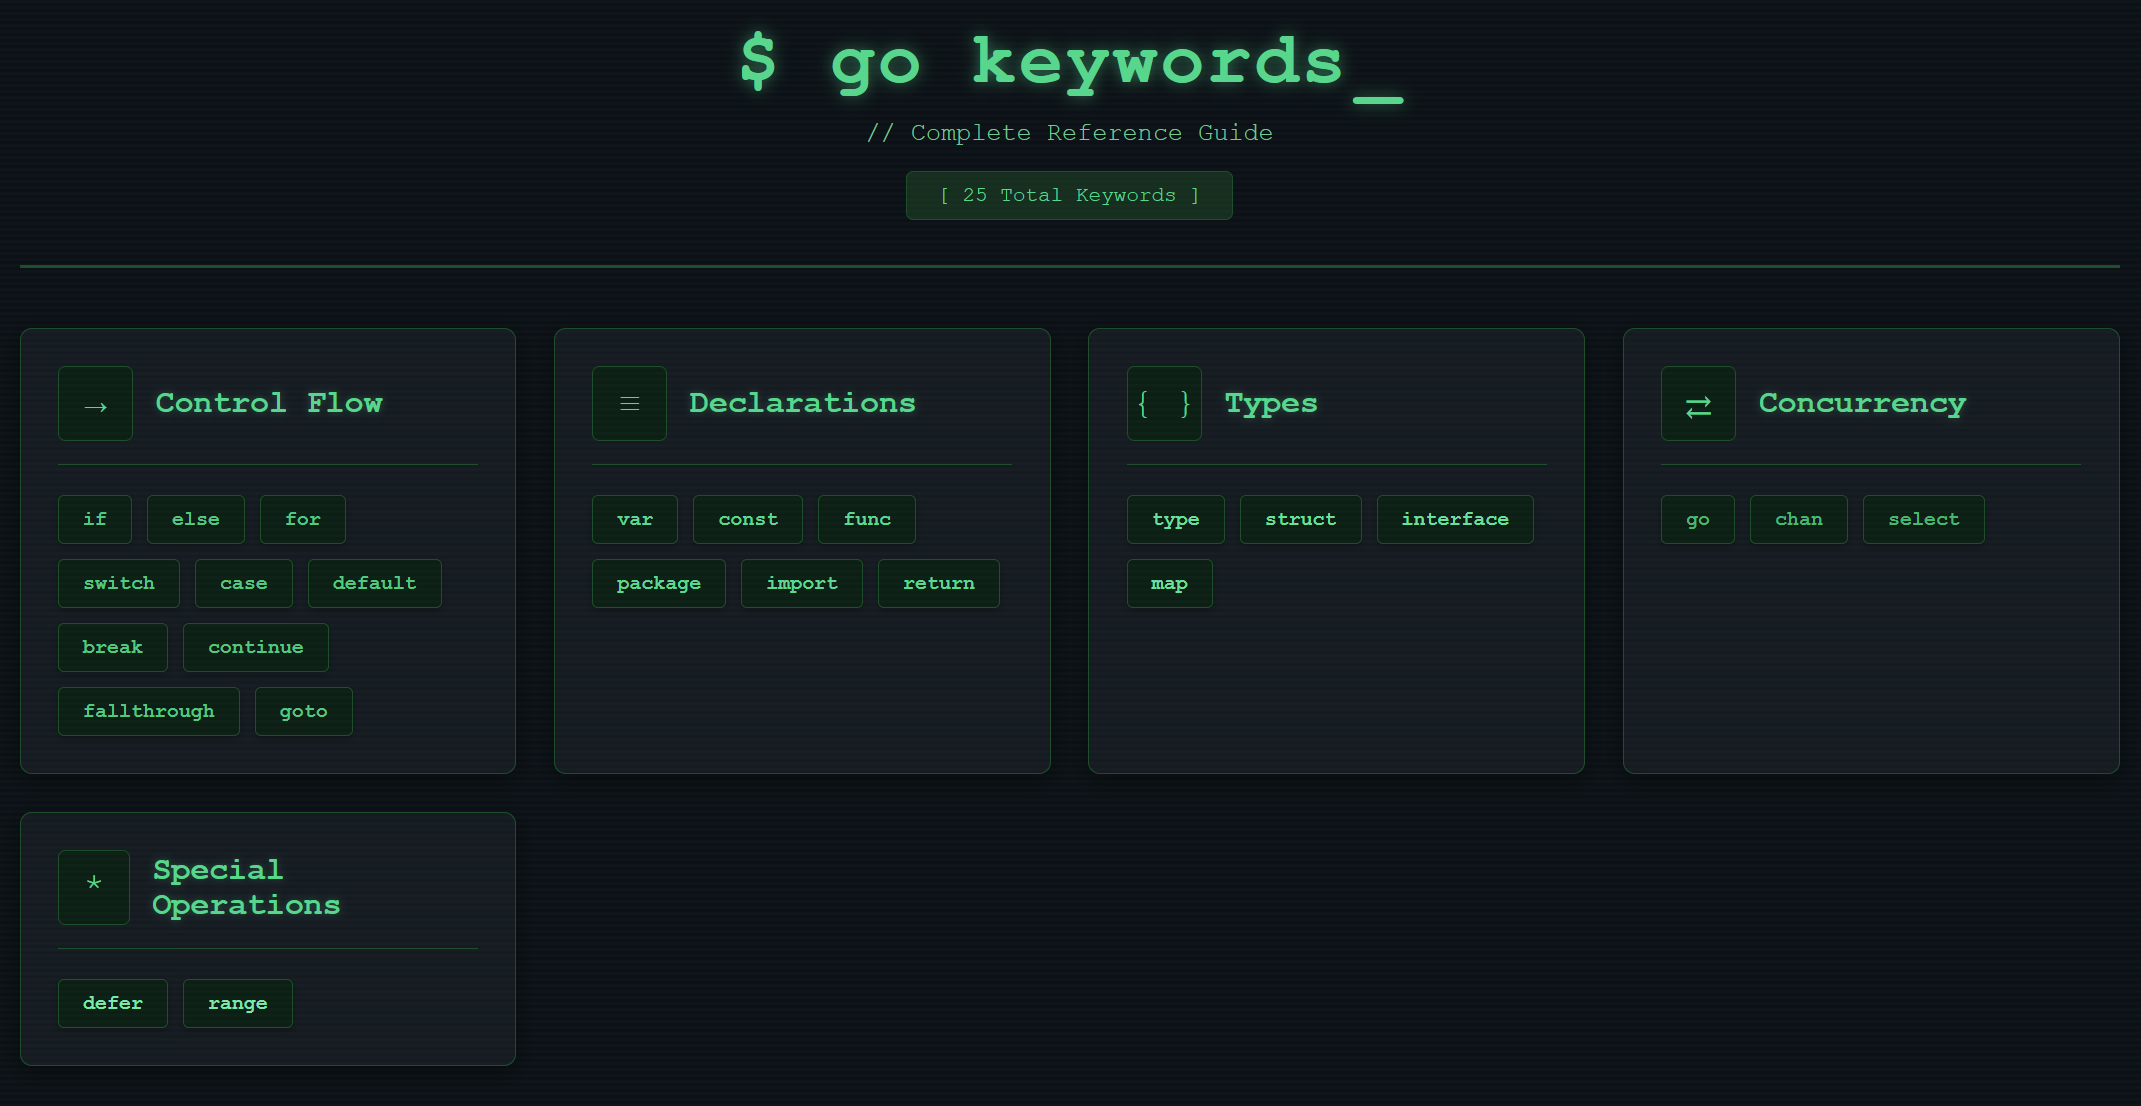 $ go keywords_
// Complete Reference Guide
[ 25 Total Keywords ]
→ Control Flow
if else for
switch case default
break continue
fallthrough goto
≡ Declarations
var const func
package import return
{ } Types
type struct interface
map
⇄ Concurrency
go chan select
* Special
Operations
defer range